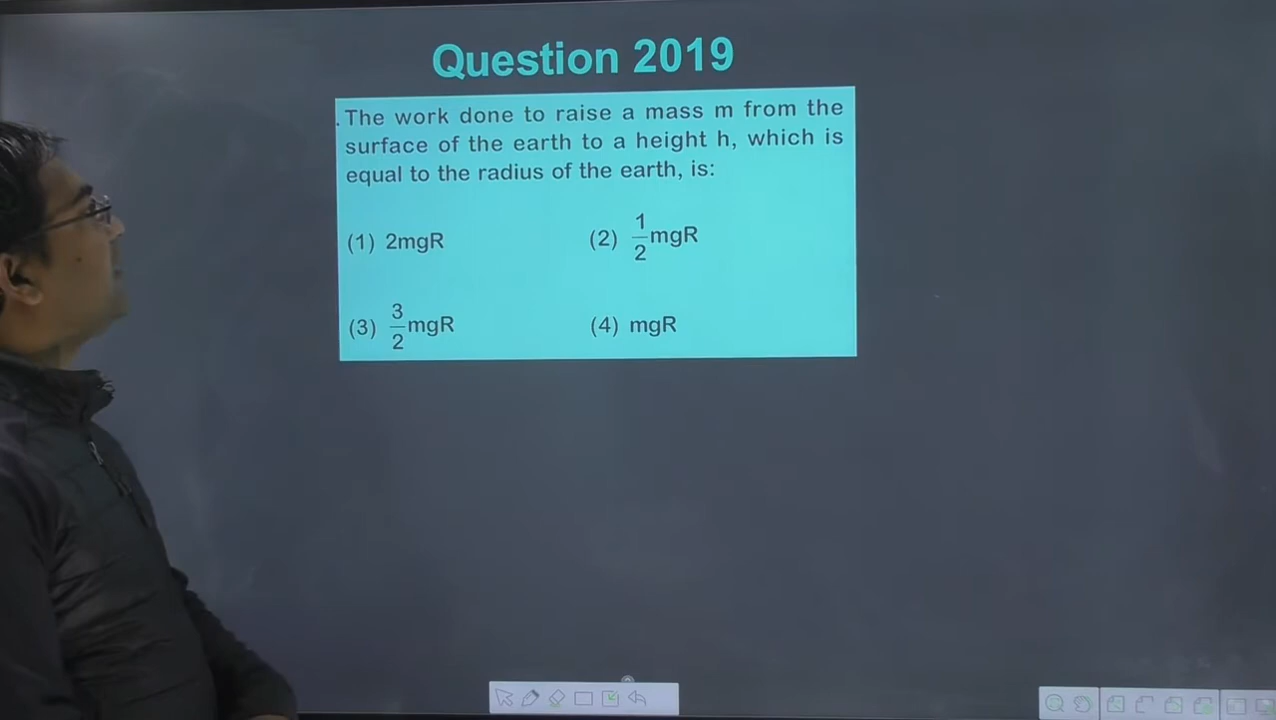 Question 2019
.The work done to raise a mass m from the
surface of the earth to a height h, which is
equal to the radius of the earth, is:
(1) 2mgR (2) 1/2 mgR
(3) 3/2 mgR (4) mgR